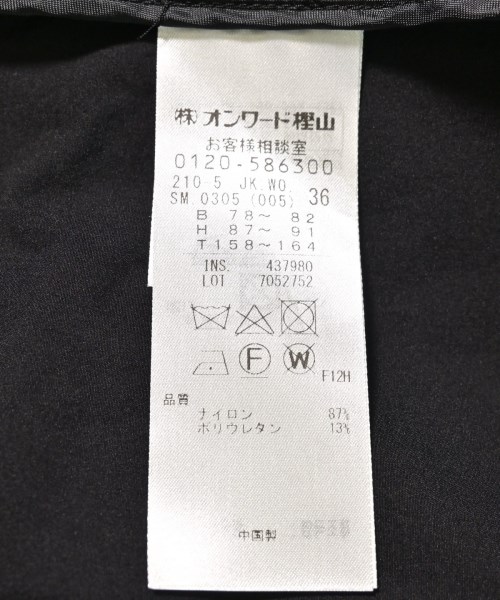 ㈱オンワード樫山
お客様相談室
0120-586300
210-5 JK.WO.
SM.0305 (005) 36
B 78〜 82
H 87〜 91
T 158〜164
INS. 437980
LOT 7052752
F W
F12H
品質
ナイロン 87%
ポリウレタン 13%
中国製